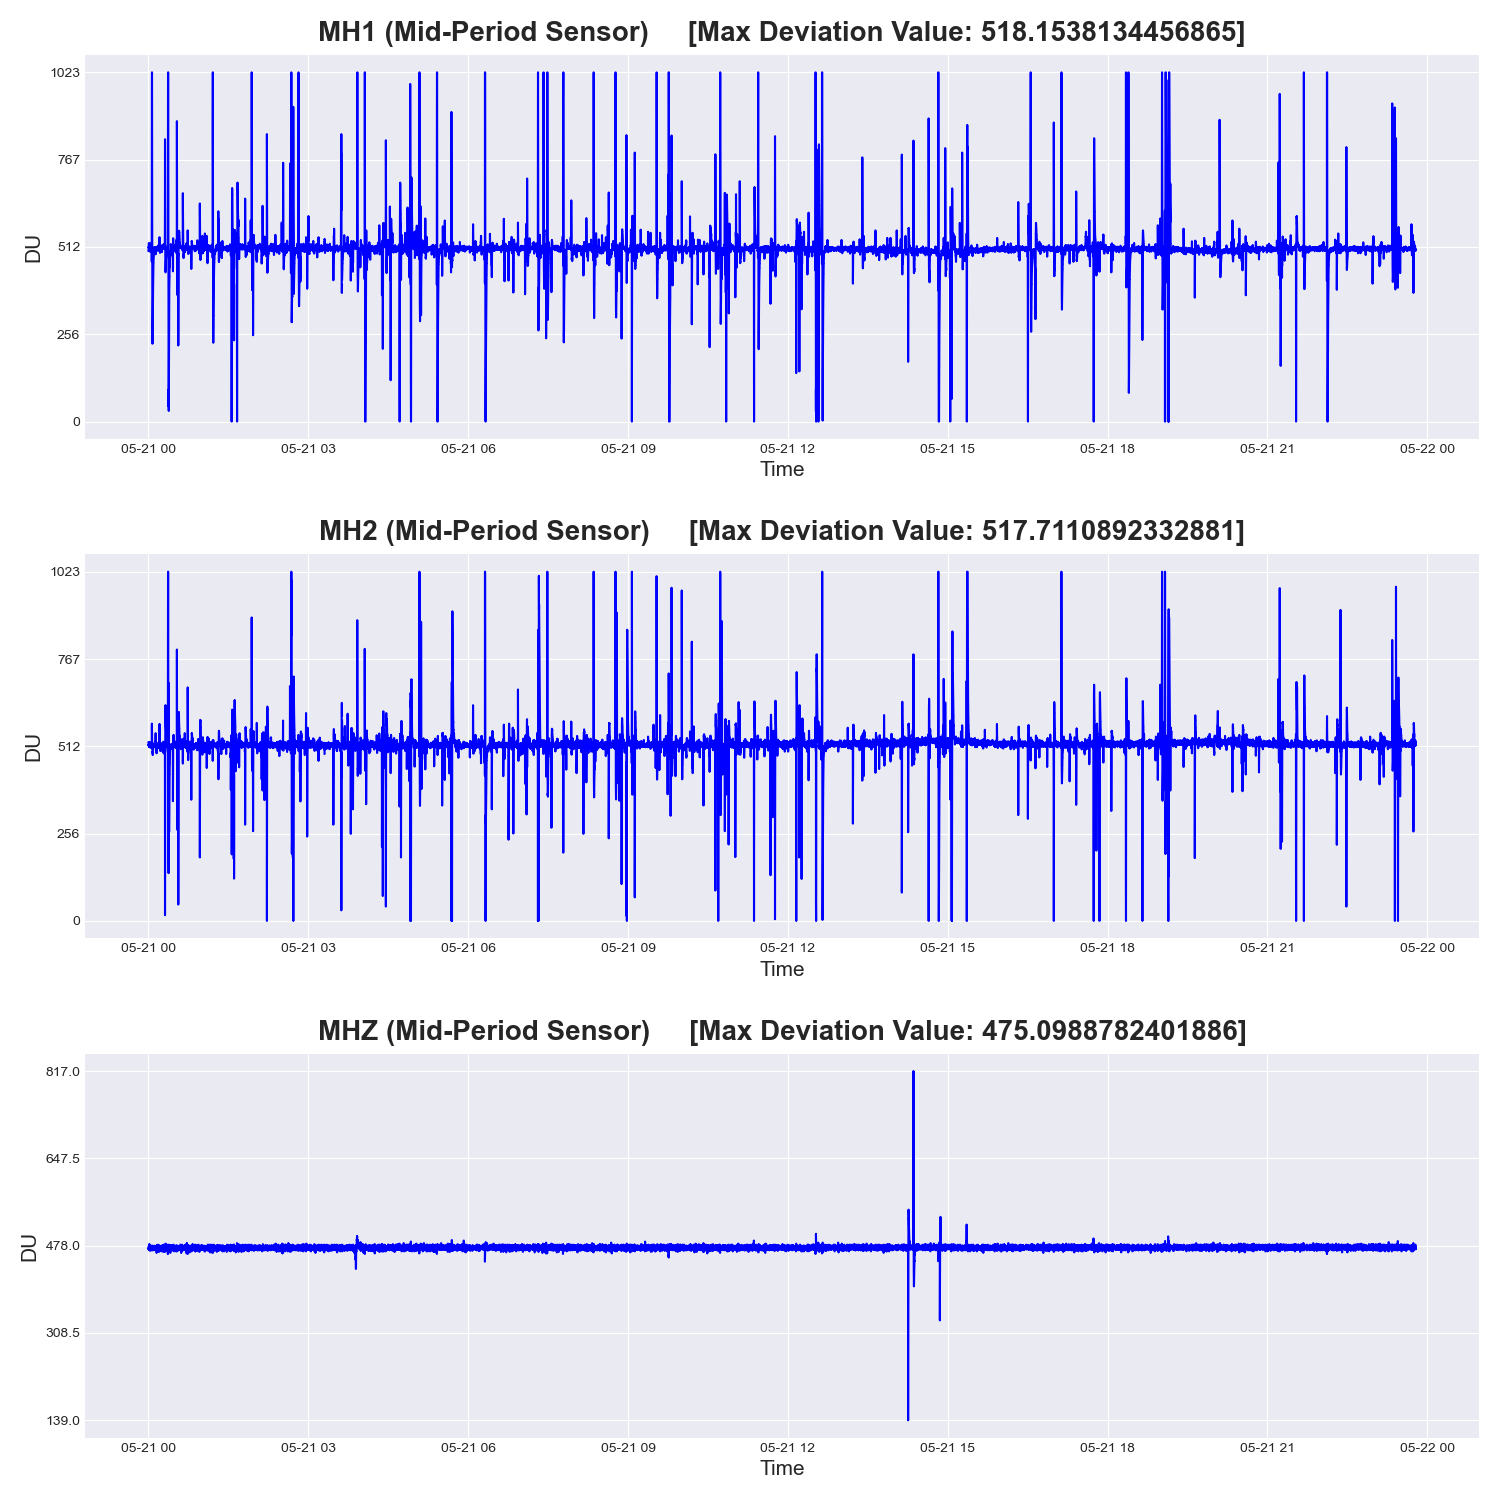 MH1 (Mid-Period Sensor) [Max Deviation Value: 518.1538134456865]
1023
767
512
256
0
DU
05-21 00 05-21 03 05-21 06 05-21 09 05-21 12 05-21 15 05-21 18 05-21 21 05-22 00
Time
MH2 (Mid-Period Sensor) [Max Deviation Value: 517.7110892332881]
1023
767
512
256
0
DU
05-21 00 05-21 03 05-21 06 05-21 09 05-21 12 05-21 15 05-21 18 05-21 21 05-22 00
Time
MHZ (Mid-Period Sensor) [Max Deviation Value: 475.0988782401886]
817.0
647.5
478.0
308.5
139.0
DU
05-21 00 05-21 03 05-21 06 05-21 09 05-21 12 05-21 15 05-21 18 05-21 21 05-22 00
Time